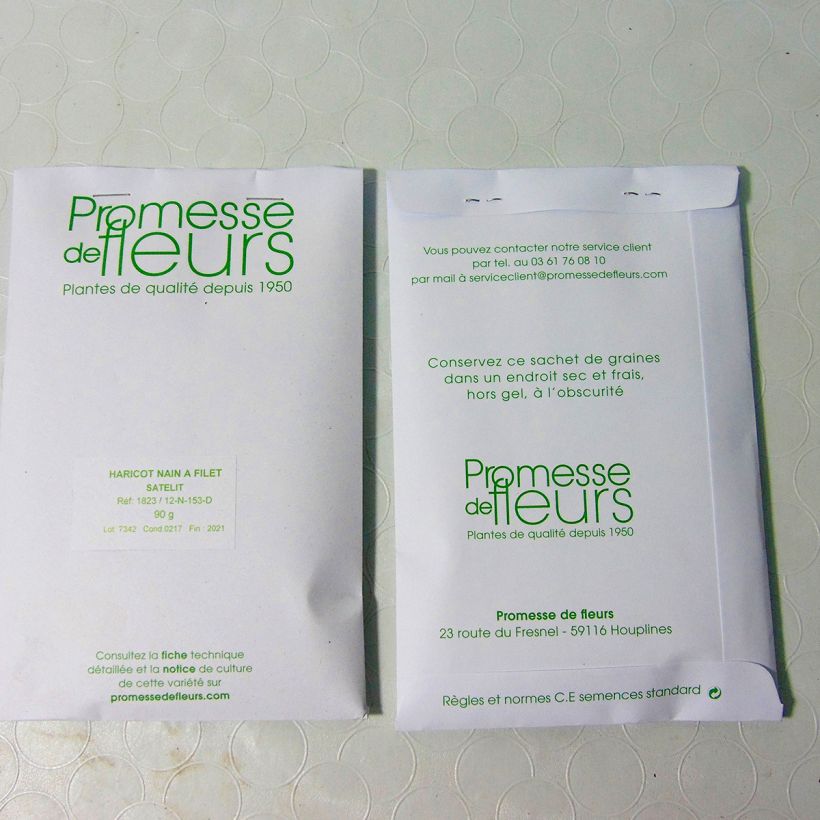 Promesse
de fleurs
Plantes de qualité depuis 1950
HARICOT NAIN A FILET
SATELIT
Réf: 1823 / 12-N-153-D
90 g
Lot: 7342 Cond:0217 Fin : 2021
Consultez la fiche technique
détaillée et la notice de culture
de cette variété sur
promessedefleurs.com
Vous pouvez contacter notre service client
par tel. au 03 61 76 08 10
par mail à serviceclient@promessedefleurs.com
Conservez ce sachet de graines
dans un endroit sec et frais,
hors gel, à l'obscurité
Promesse
de fleurs
Plantes de qualité depuis 1950
Promesse de fleurs
23 route du Fresnel - 59116 Houplines
Règles et normes C.E semences standard